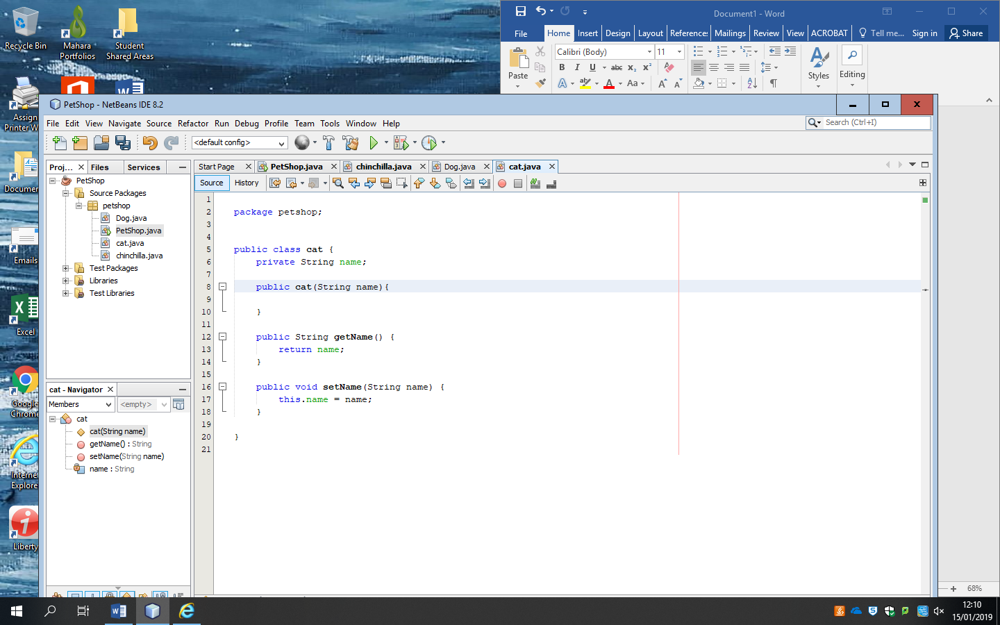 Recycle Bin
Mahara
Portfolios
Student
Shared Areas
Assign
Emails
Excel
Google
Liberty
Document1 - Word
File Home Insert Design Layout Mailings Review View ACROBAT Tell me... Sign in Share
Paste
Calibri (Body) 11
B I U abc x₂ x²
A ab A Aa A A
Styles
Editing
PetShop - NetBeans IDE 8.2
File Edit View Navigate Source Refactor Run Debug Profile Team Tools Window Help
Search (Ctrl+I)
<default config>
Proj... Files Services
PetShop
Source Packages
petshop
Dog.java
PetShop.java
cat.java
chinchilla.java
Test Packages
Libraries
Test Libraries
cat - Navigator
Members <empty>
cat
cat(String name)
getName() : String
setName(String name)
name : String
Start Page PetShop.java chinchilla.java Dog.java cat.java
Source History
1
2 package petshop;
3
4
5 public class cat {
6 private String name;
7
8 public cat(String name){
9
10 }
11
12 public String getName() {
13 return name;
14 }
15
16 public void setName(String name) {
17 this.name = name;
18 }
19
20 }
21
68%
12:10
15/01/2019